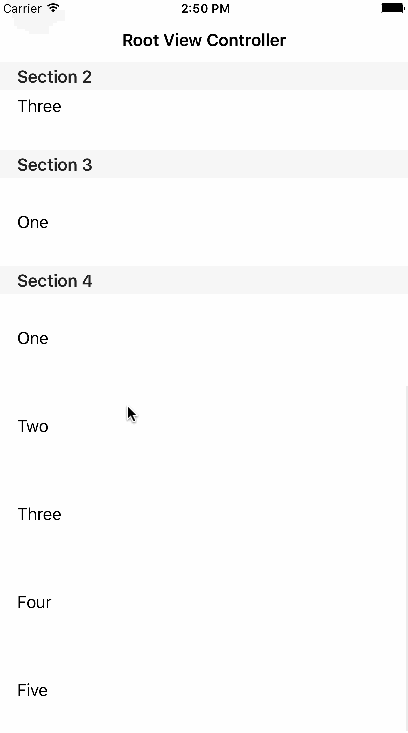 Carrier 2:50 PM
Root View Controller
Section 2
Three
Section 3
One
Section 4
One
Two
Three
Four
Five